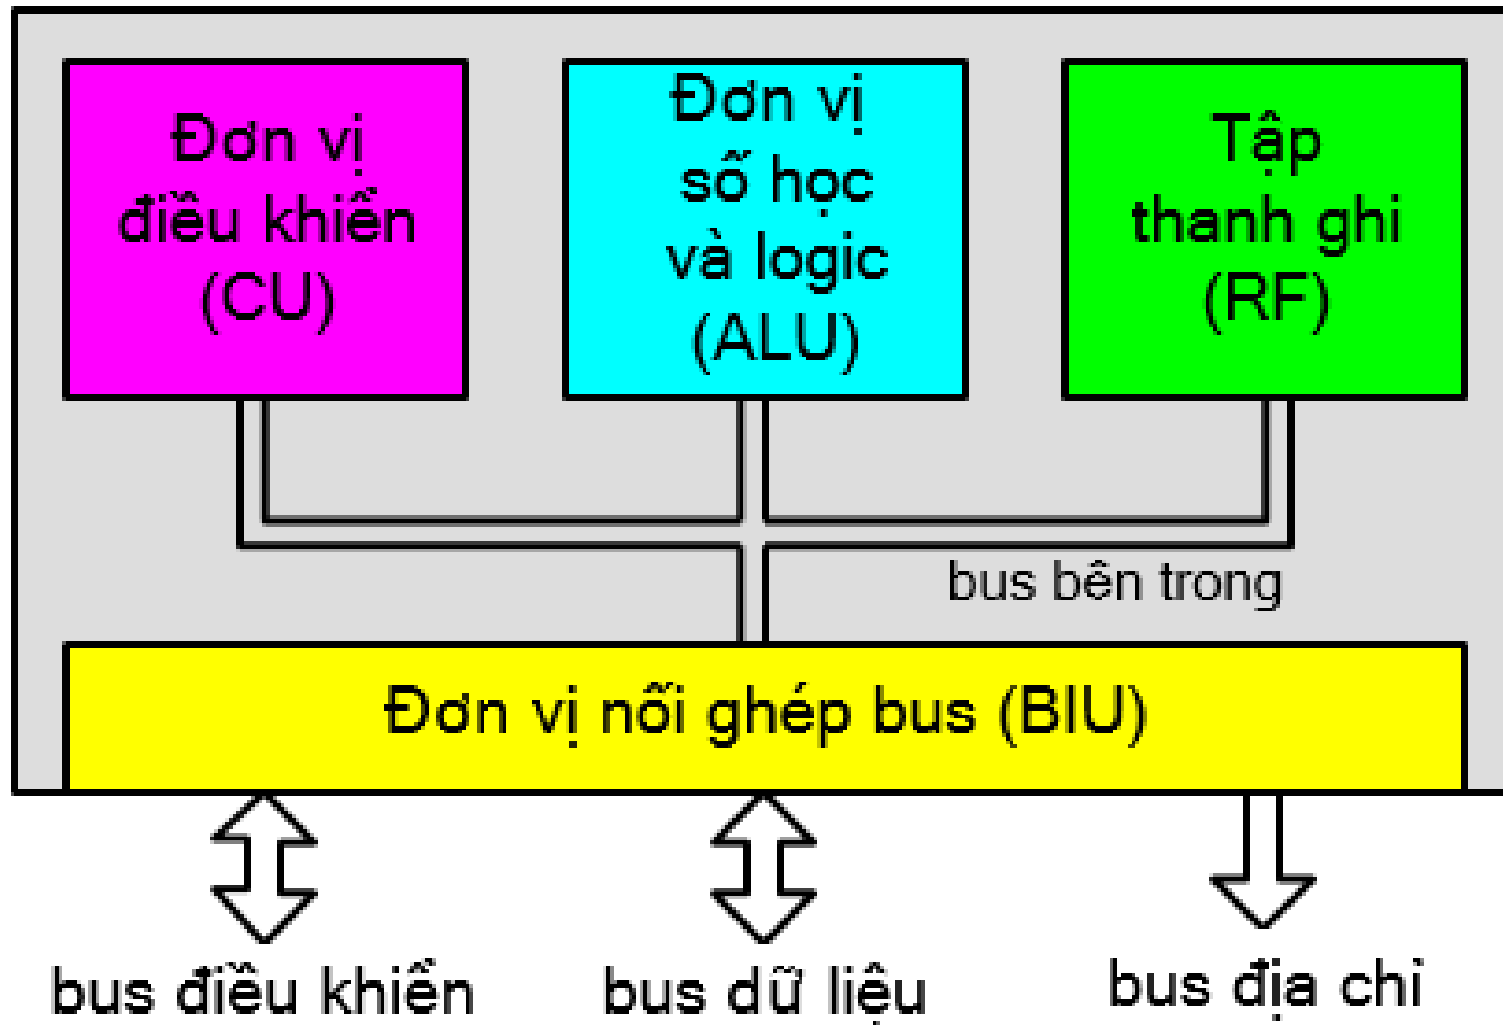 Đơn vị
điều khiển
(CU)
Đơn vị
số học
và logic
(ALU)
Tập
thanh ghi
(RF)
bus bên trong
Đơn vị nối ghép bus (BIU)
bus điều khiển
bus dữ liệu
bus địa chỉ